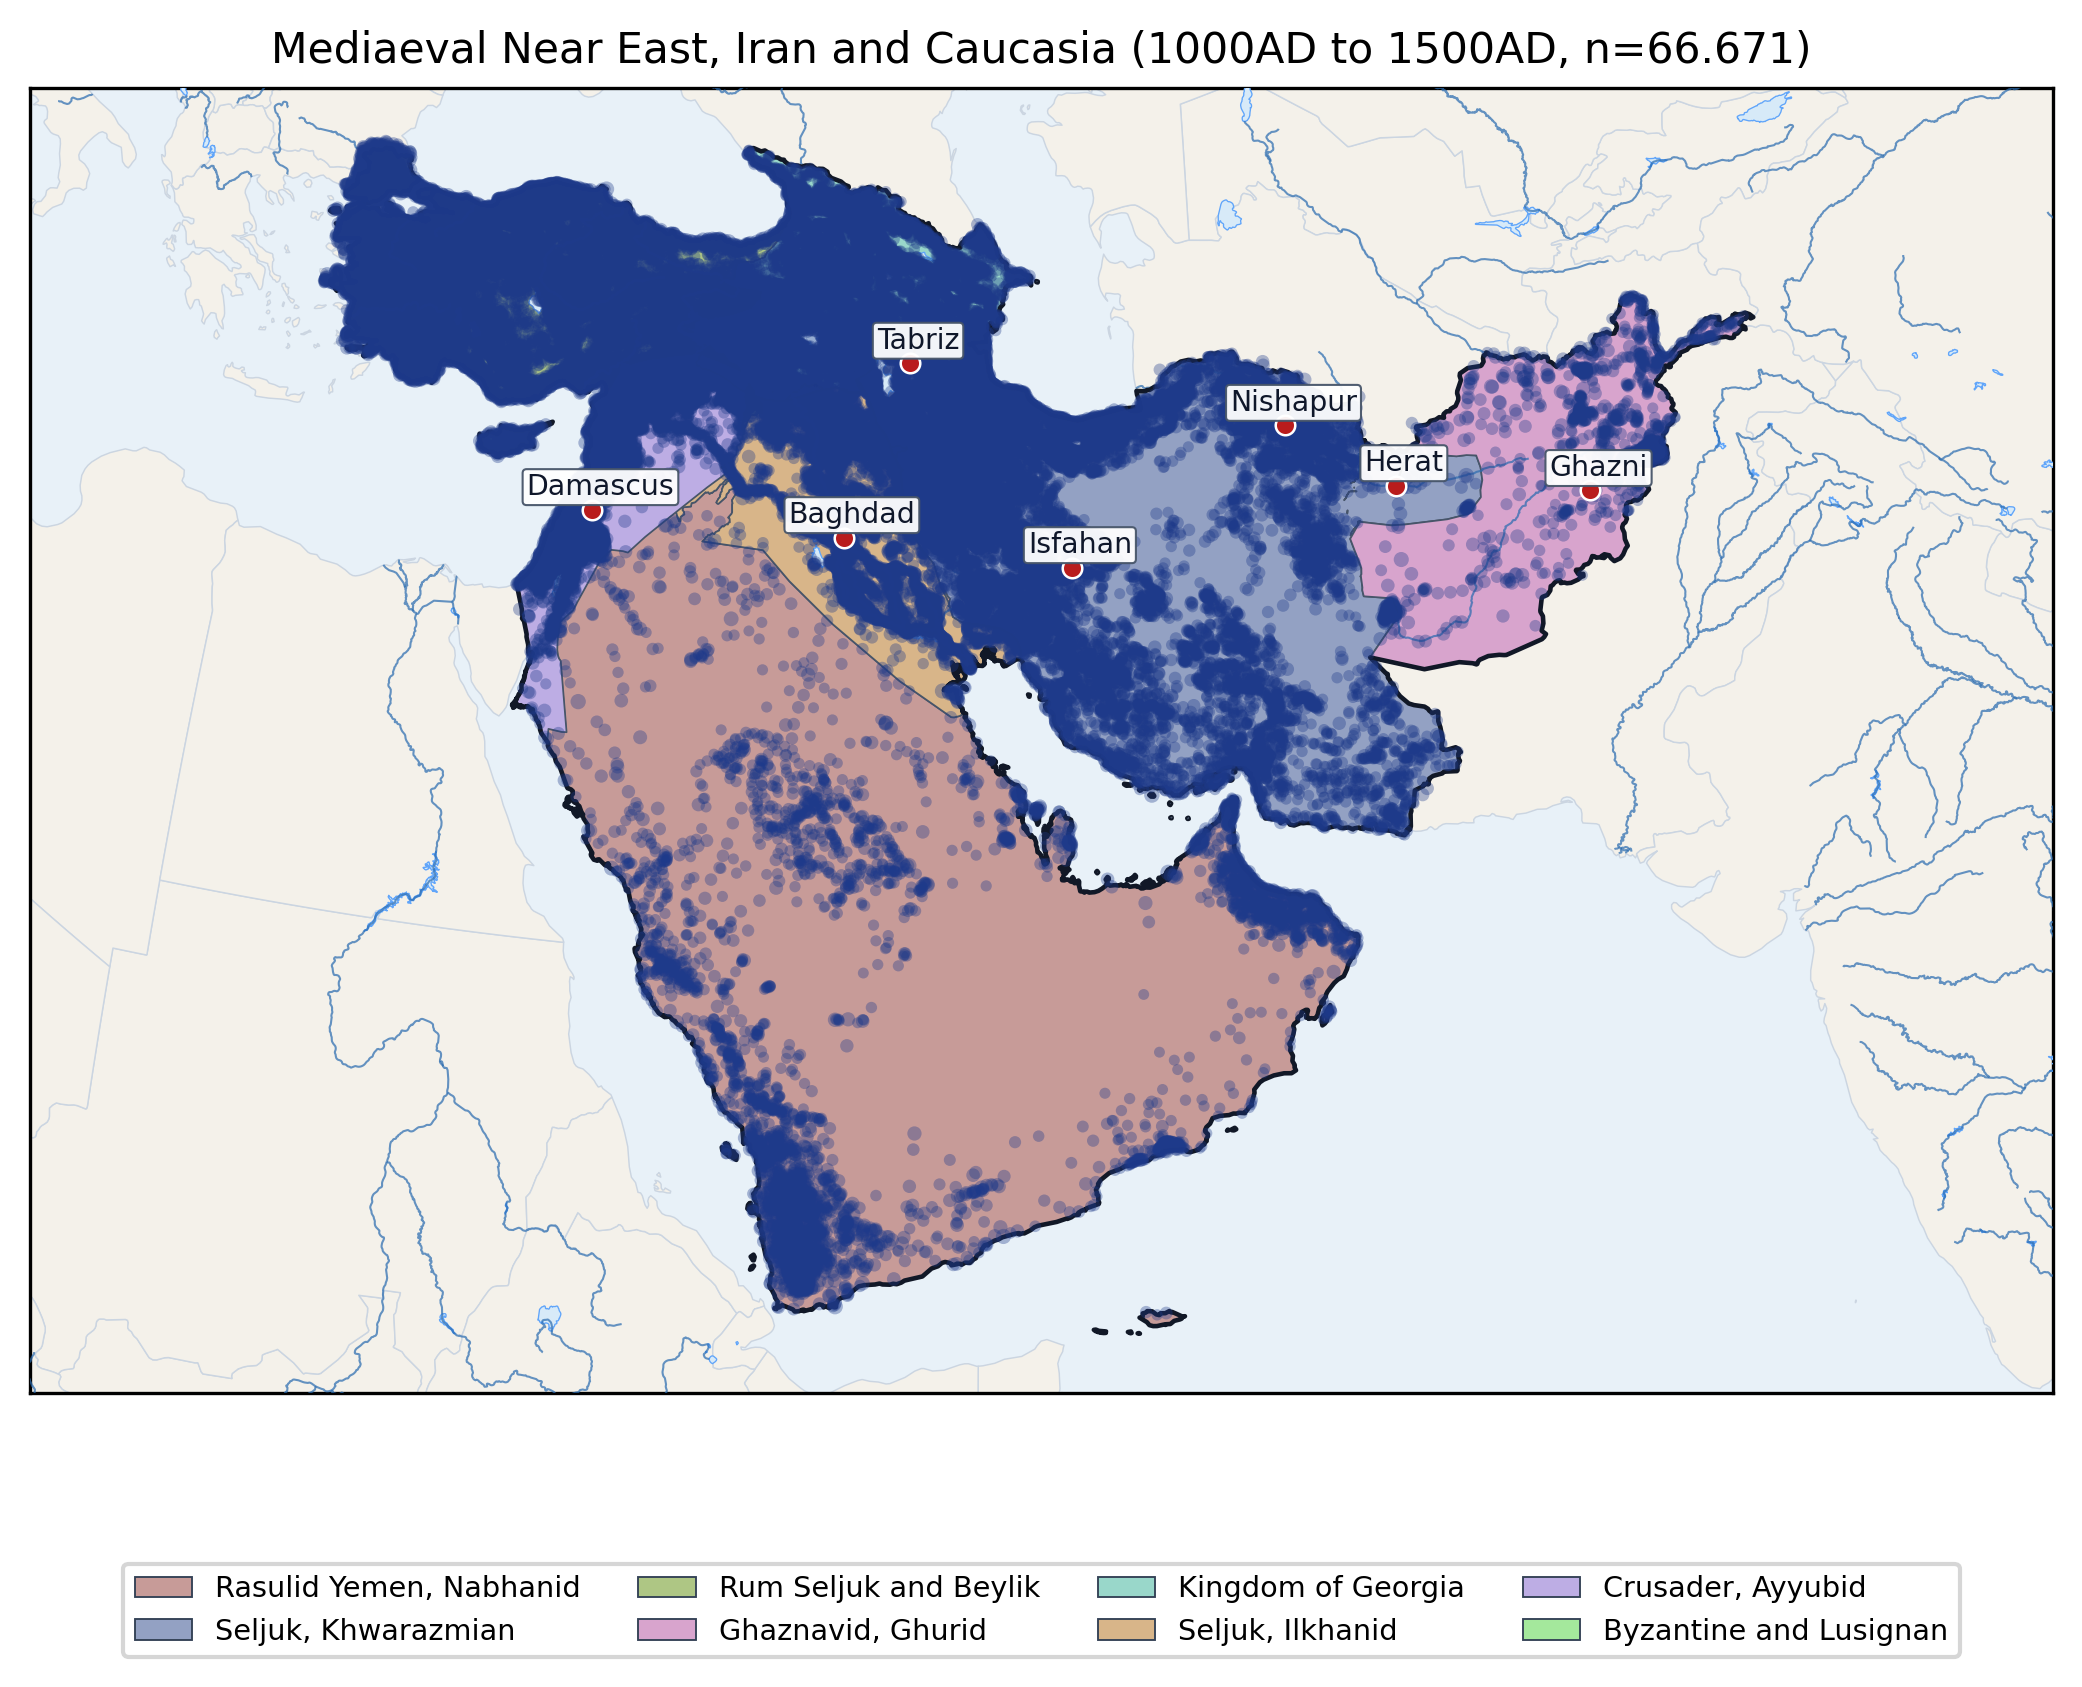 Mediaeval Near East, Iran and Caucasia (1000AD to 1500AD, n=66.671)
Tabriz
Nishapur
Herat
Ghazni
Damascus
Baghdad
Isfahan
Rasulid Yemen, Nabhanid
Rum Seljuk and Beylik
Kingdom of Georgia
Crusader, Ayyubid
Seljuk, Khwarazmian
Ghaznavid, Ghurid
Seljuk, Ilkhanid
Byzantine and Lusignan